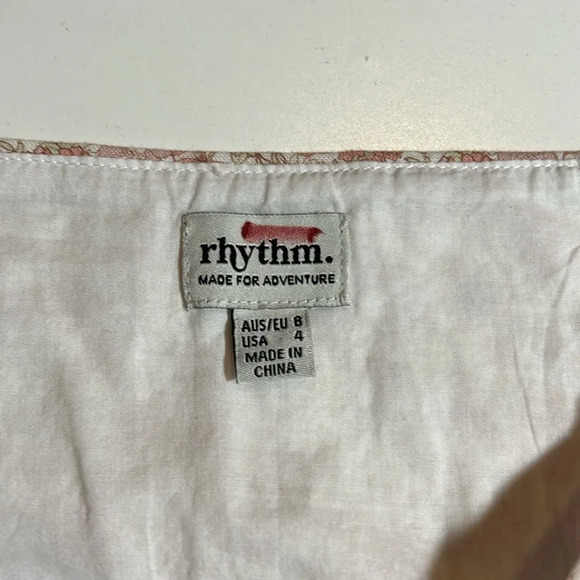 rhythm.
MADE FOR ADVENTURE
AUS/EU 8
USA 4
MADE IN
CHINA